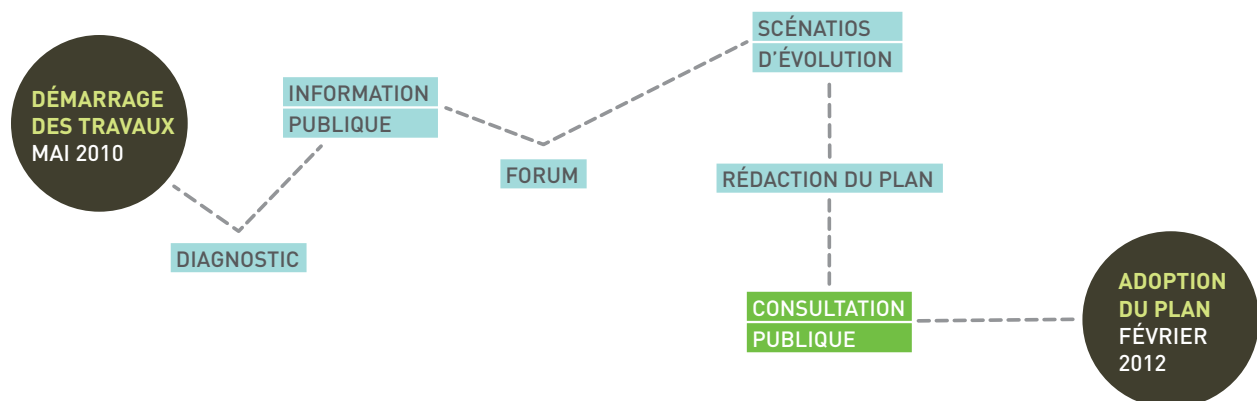 DÉMARRAGE
DES TRAVAUX
MAI 2010
DIAGNOSTIC
INFORMATION
PUBLIQUE
FORUM
SCÉNATIOS
D'ÉVOLUTION
RÉDACTION DU PLAN
CONSULTATION
PUBLIQUE
ADOPTION
DU PLAN
FÉVRIER
2012